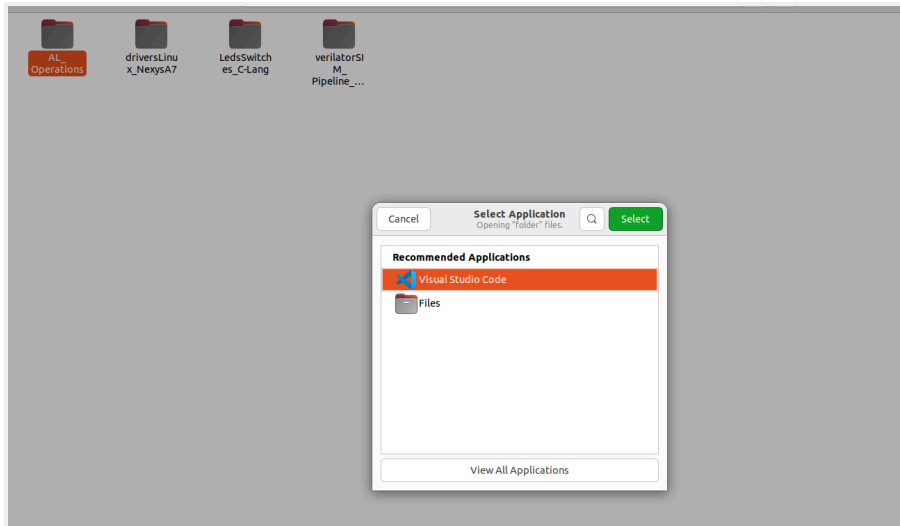 AL_
Operations
driversLinu
x_NexysA7
LedsSwitch
es_C-Lang
verilatorSI
M_
Pipeline_...
Cancel
Select Application
Opening "folder" files.
Select
Recommended Applications
Visual Studio Code
Files
View All Applications